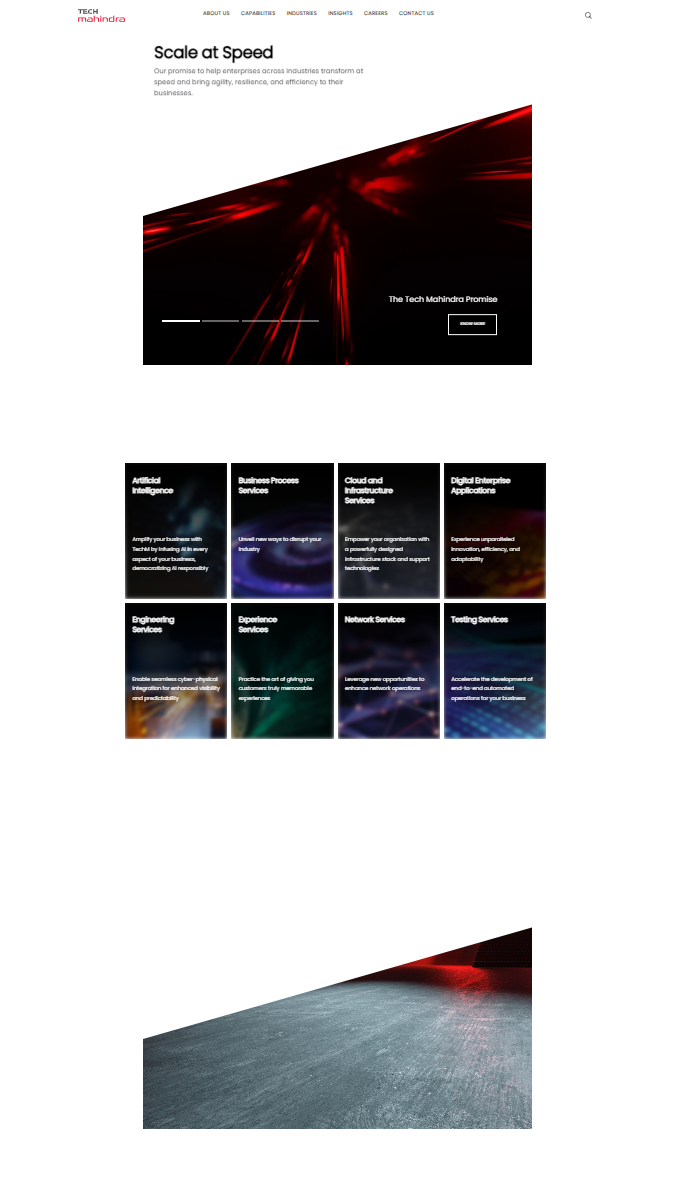 TECH
mahindra
ABOUT US CAPABILITIES INDUSTRIES INSIGHTS CAREERS CONTACT US
Scale at Speed
Our promise to help enterprises across industries transform at
speed and bring agility, resilience, and efficiency to their
businesses.
The Tech Mahindra Promise
KNOW MORE
Artificial
Intelligence
Amplify your business with
TechM by infusing AI in every
aspect of your business,
democratizing AI responsibly
Business Process
Services
Unveil new ways to disrupt your
industry
Cloud and
Infrastructure
Services
Empower your organization with
a powerfully designed
infrastructure stack and support
technologies
Digital Enterprise
Applications
Experience unparalleled
innovation, efficiency, and
adaptability
Engineering
Services
Enable seamless cyber-physical
integration for enhanced visibility
and predictability
Experience
Services
Practice the art of giving you
customers truly memorable
experiences
Network Services
Leverage new opportunities to
enhance network operations
Testing Services
Accelerate the development of
end-to-end automated
operations for your business